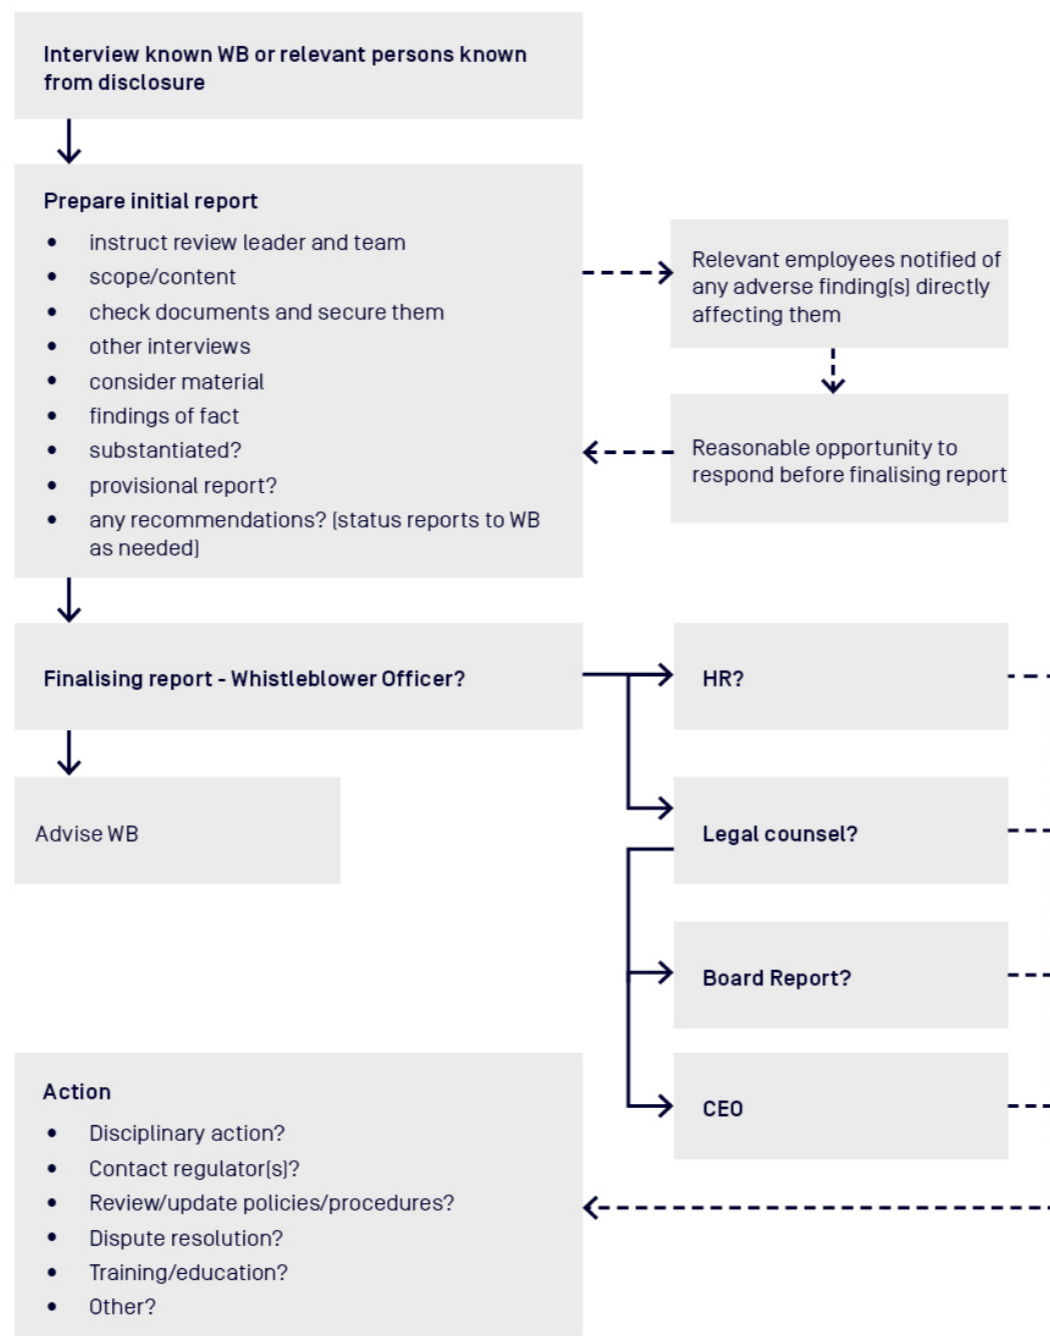 Interview known WB or relevant persons known
from disclosure
Prepare initial report
• instruct review leader and team
• scope/content
• check documents and secure them
• other interviews
• consider material
• findings of fact
• substantiated?
• provisional report?
• any recommendations? (status reports to WB
as needed)
Relevant employees notified of
any adverse finding(s) directly
affecting them
Reasonable opportunity to
respond before finalising report
Finalising report - Whistleblower Officer?
HR?
Advise WB
Legal counsel?
Board Report?
CEO
Action
• Disciplinary action?
• Contact regulator(s)?
• Review/update policies/procedures?
• Dispute resolution?
• Training/education?
• Other?